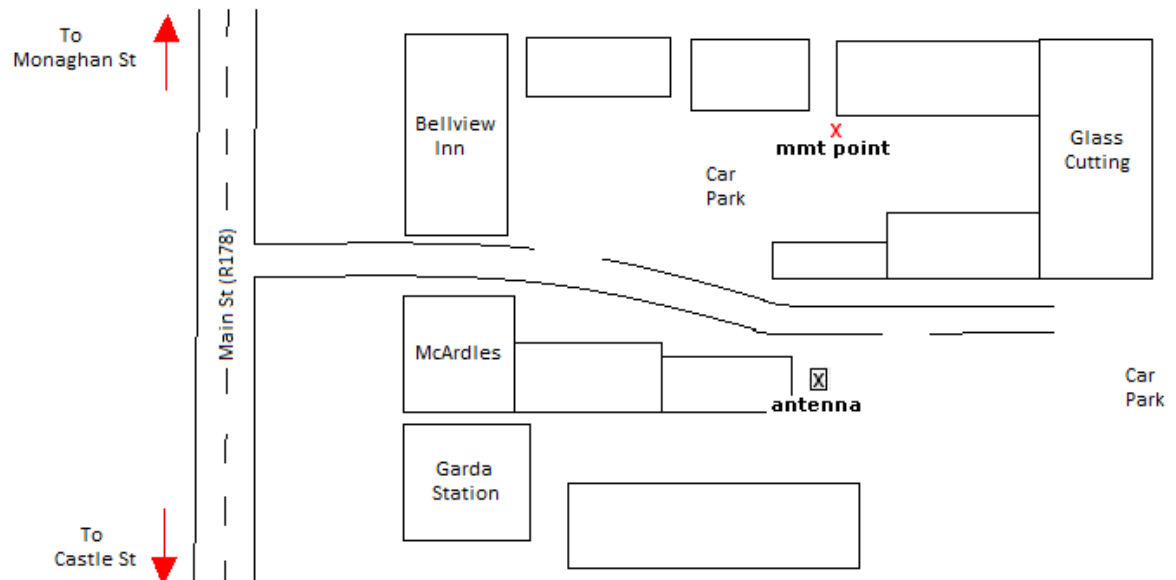 To
Monaghan St
Bellview
Inn
X
mmt point
Glass
Cutting
Car
Park
Main St (R178)
McArdles
X
antenna
Car
Park
Garda
Station
To
Castle St